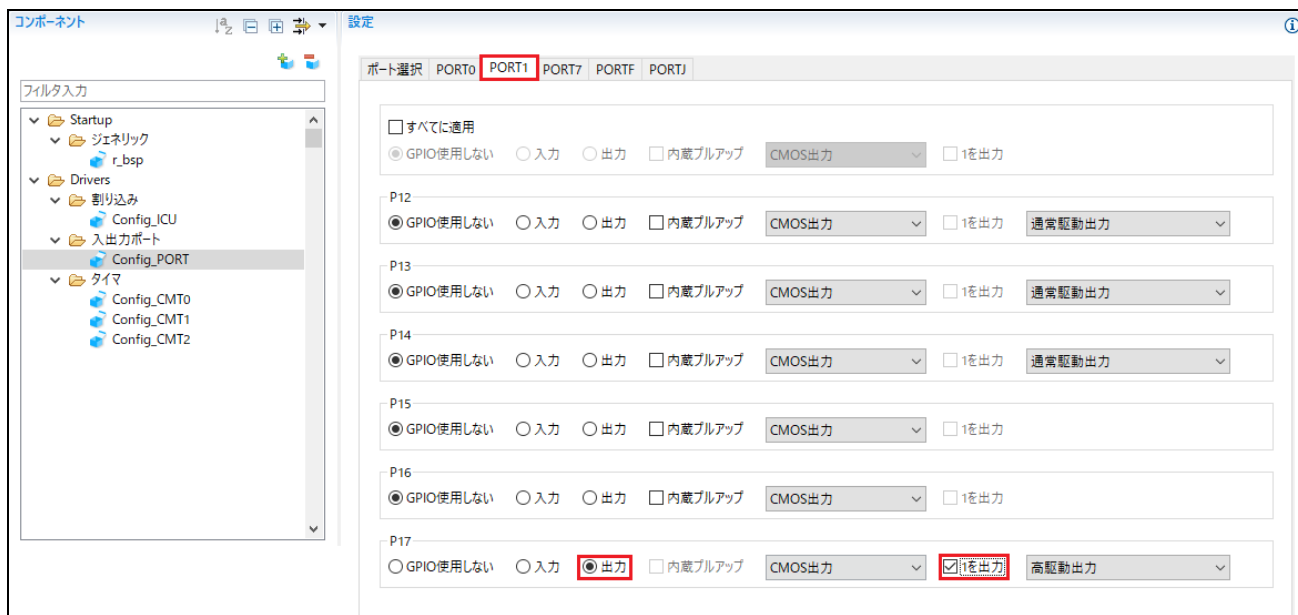 コンポーネント
設定
ポート選択 PORT0 PORT1 PORT7 PORTF PORTJ
フィルタ入力
Startup
ジェネリック
r_bsp
Drivers
割り込み
Config_ICU
入出力ポート
Config_PORT
タイマ
Config_CMT0
Config_CMT1
Config_CMT2
すべてに適用
GPIO使用しない 入力 出力 内蔵プルアップ CMOS出力 1を出力
P12
GPIO使用しない 入力 出力 内蔵プルアップ CMOS出力 1を出力 通常駆動出力
P13
GPIO使用しない 入力 出力 内蔵プルアップ CMOS出力 1を出力 通常駆動出力
P14
GPIO使用しない 入力 出力 内蔵プルアップ CMOS出力 1を出力 通常駆動出力
P15
GPIO使用しない 入力 出力 内蔵プルアップ CMOS出力 1を出力
P16
GPIO使用しない 入力 出力 内蔵プルアップ CMOS出力 1を出力
P17
GPIO使用しない 入力 出力 内蔵プルアップ CMOS出力 1を出力 高駆動出力